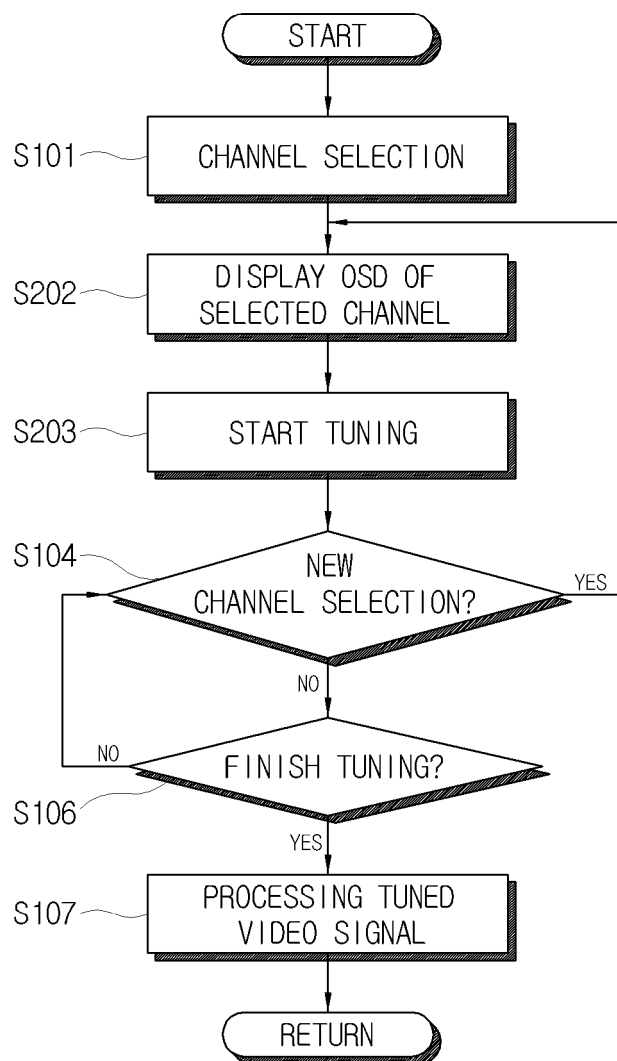 START
S101
CHANNEL SELECTION
S202
DISPLAY OSD OF
SELECTED CHANNEL
S203
START TUNING
S104
NEW
CHANNEL SELECTION?
YES
NO
NO
FINISH TUNING?
S106
YES
S107
PROCESSING TUNED
VIDEO SIGNAL
RETURN